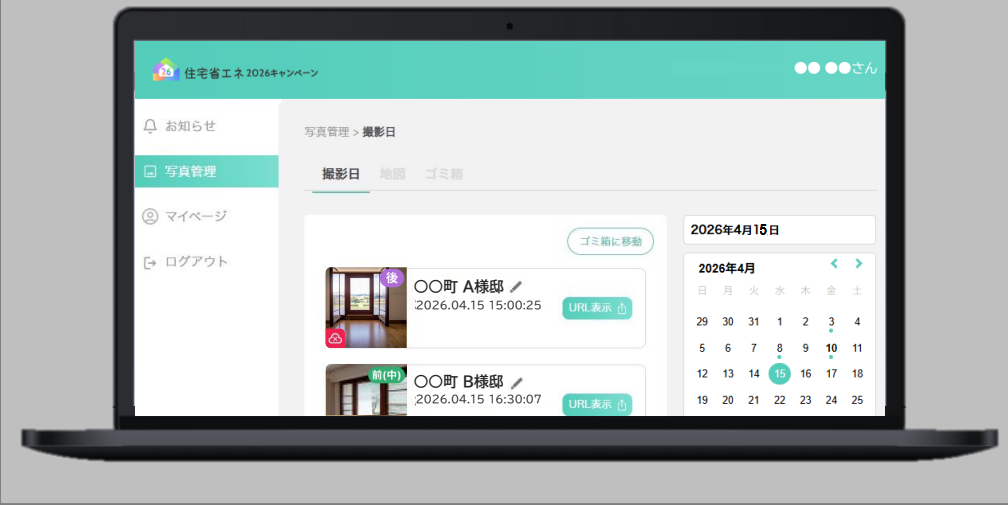 26 住宅省エネ2026キャンペーン
●● ●●さん
お知らせ
写真管理
マイページ
ログアウト
写真管理 > 撮影日
撮影日 地図 ゴミ箱
ゴミ箱に移動
後
〇〇町 A様邸
2026.04.15 15:00:25
URL表示
前(中)
〇〇町 B様邸
2026.04.15 16:30:07
URL表示
2026年4月15日
2026年4月
日 月 火 水 木 金 土
29 30 31 1 2 3 4
5 6 7 8 9 10 11
12 13 14 15 16 17 18
19 20 21 22 23 24 25